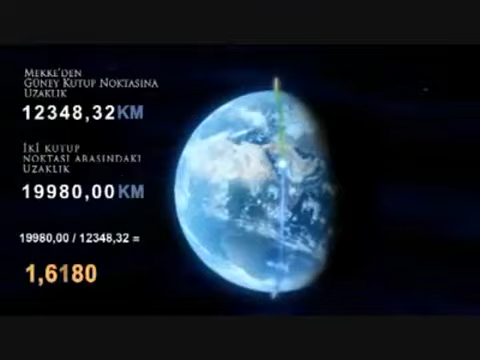 MEKKE'DEN
GÜNEY KUTUP NOKTASINA
UZAKLIK
12348,32KM
İKİ KUTUP
NOKTASI ARASINDAKİ
UZAKLIK
19980,00KM
19980,00 / 12348,32 =
1,6180